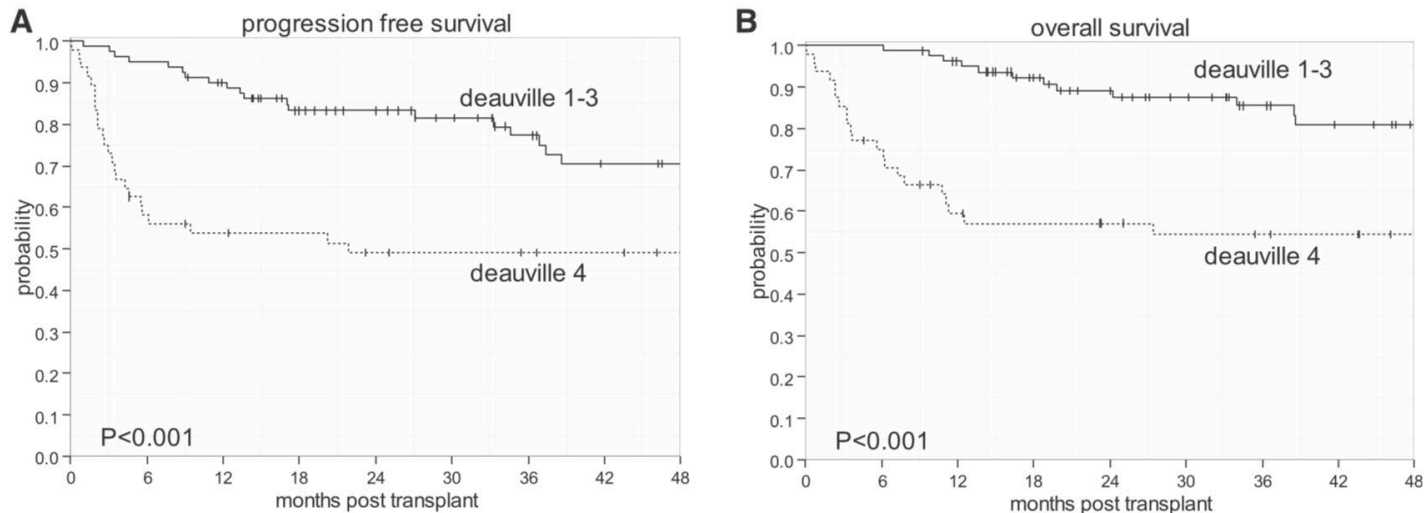 A
progression free survival
1.0
0.9
0.8
0.7
0.6
0.5
0.4
0.3
0.2
0.1
0.0
probability
deauville 1-3
deauville 4
P<0.001
0 6 12 18 24 30 36 42 48
months post transplant
B
overall survival
1.0
0.9
0.8
0.7
0.6
0.5
0.4
0.3
0.2
0.1
0.0
probability
deauville 1-3
deauville 4
P<0.001
0 6 12 18 24 30 36 42 48
months post transplant